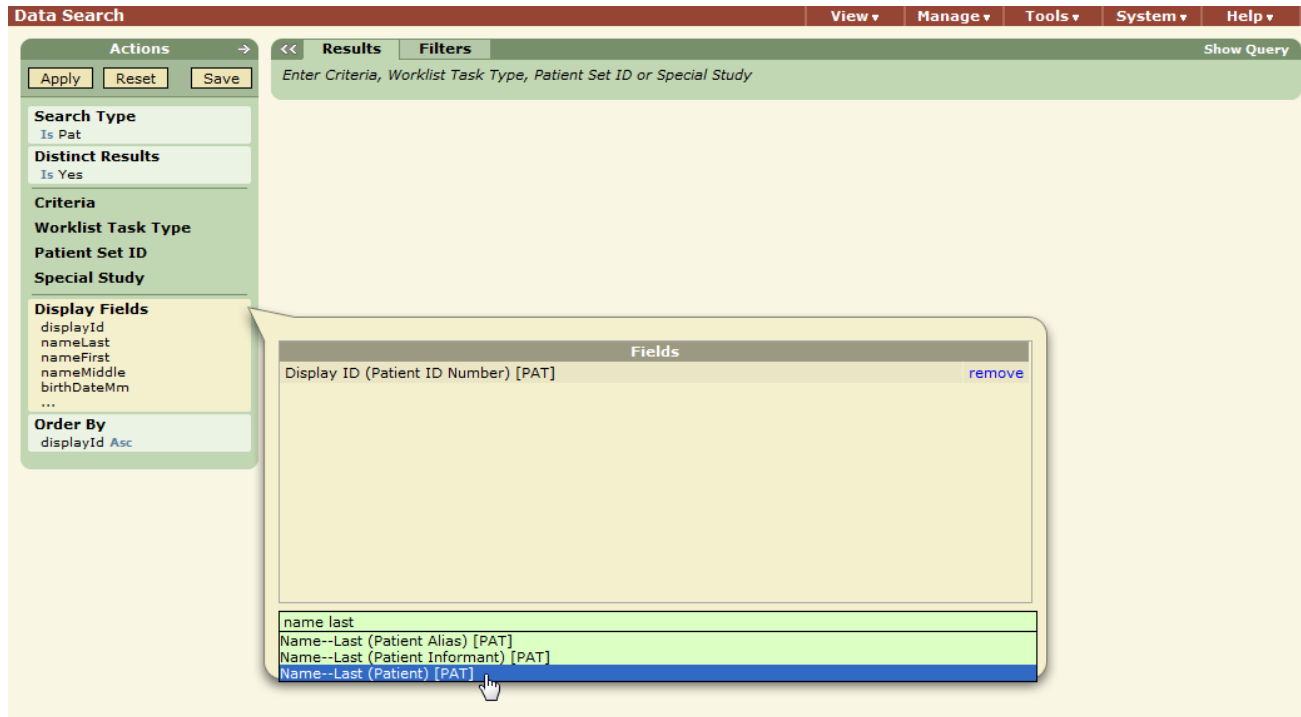 Data Search
View ▾ Manage ▾ Tools ▾ System ▾ Help ▾
Actions →
Apply Reset Save
Search Type
Is Pat
Distinct Results
Is Yes
Criteria
Worklist Task Type
Patient Set ID
Special Study
Display Fields
displayId
nameLast
nameFirst
nameMiddle
birthDateMm
...
Order By
displayId Asc
<< Results Filters Show Query
Enter Criteria, Worklist Task Type, Patient Set ID or Special Study
Fields
Display ID (Patient ID Number) [PAT] remove
name last
Name--Last (Patient Alias) [PAT]
Name--Last (Patient Informant) [PAT]
Name--Last (Patient) [PAT]